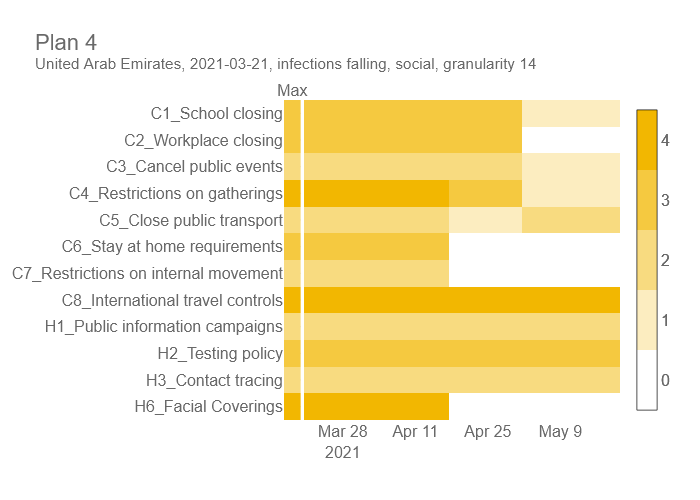 Plan 4
United Arab Emirates, 2021-03-21, infections falling, social, granularity 14
Max
C1_School closing
C2_Workplace closing
C3_Cancel public events
C4_Restrictions on gatherings
C5_Close public transport
C6_Stay at home requirements
C7_Restrictions on internal movement
C8_International travel controls
H1_Public information campaigns
H2_Testing policy
H3_Contact tracing
H6_Facial Coverings
4
3
2
1
0
Mar 28 Apr 11 Apr 25 May 9
2021